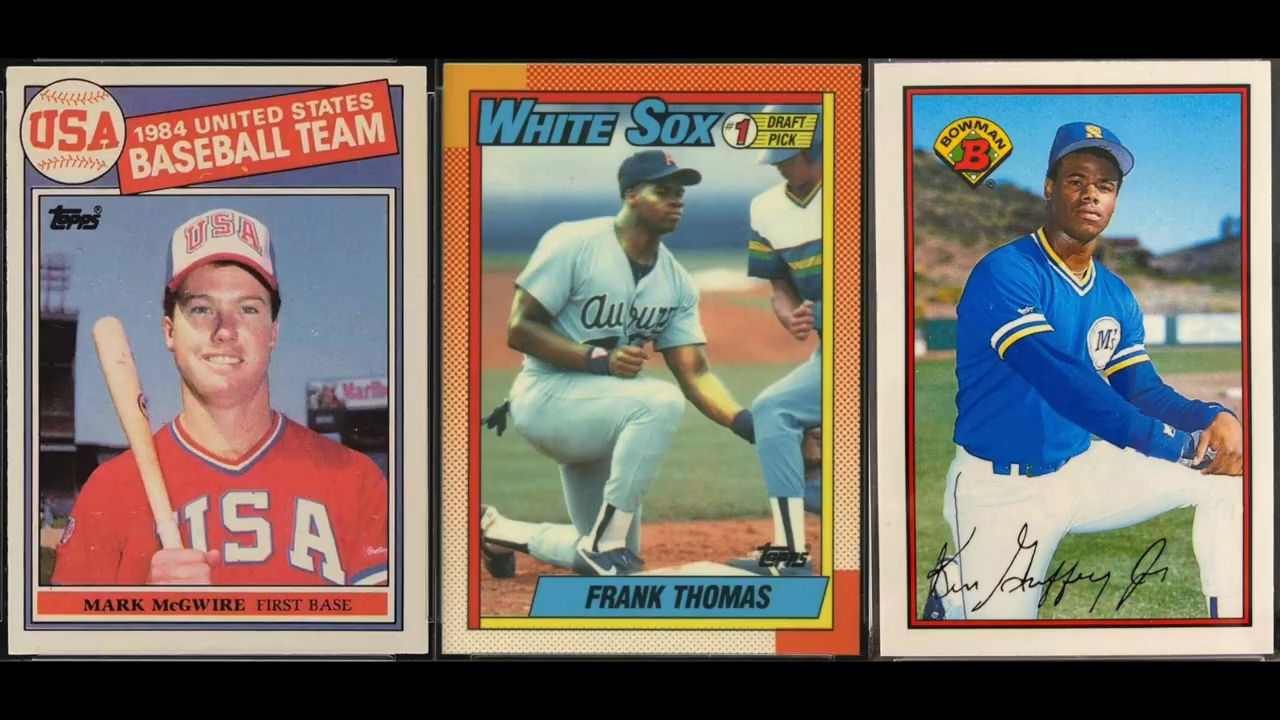 USA
1984 UNITED STATES
BASEBALL TEAM
Topps®
USA
Marlb
USA
MARK McGWIRE FIRST BASE
WHITE SOX #1 DRAFT PICK
Auburn
Topps
FRANK THOMAS
BOWMAN
B
®
S
M's
Ken Griffey Jr